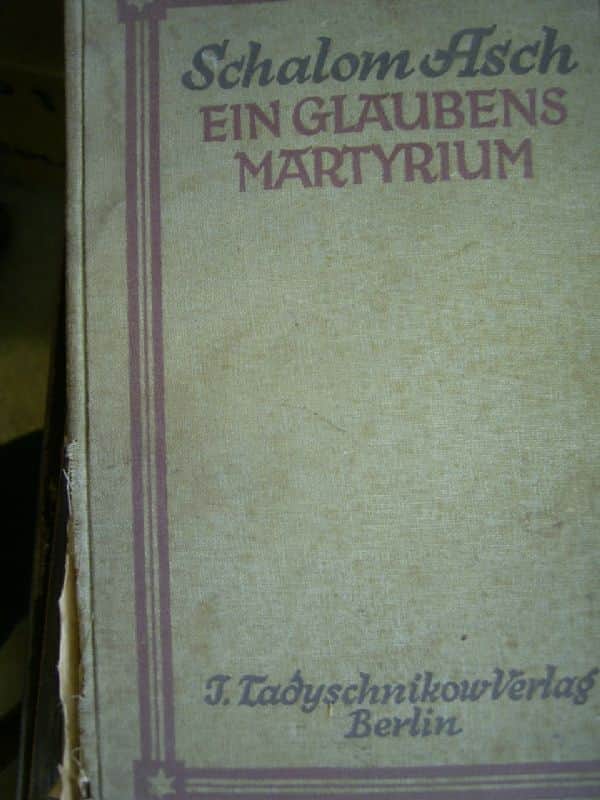 Schalom Asch
EIN GLAUBENS
MARTYRIUM
J. Ladyschnikow Verlag
Berlin